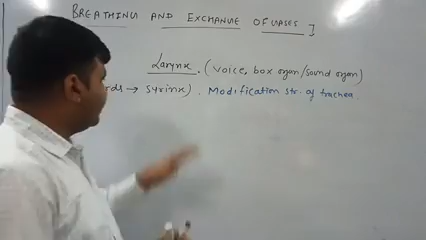 BREATHING AND EXCHANGE OF GASES ]
Larynx. (voice, box organ/sound organ)
rds → syrinx). Modification str. of trachea.